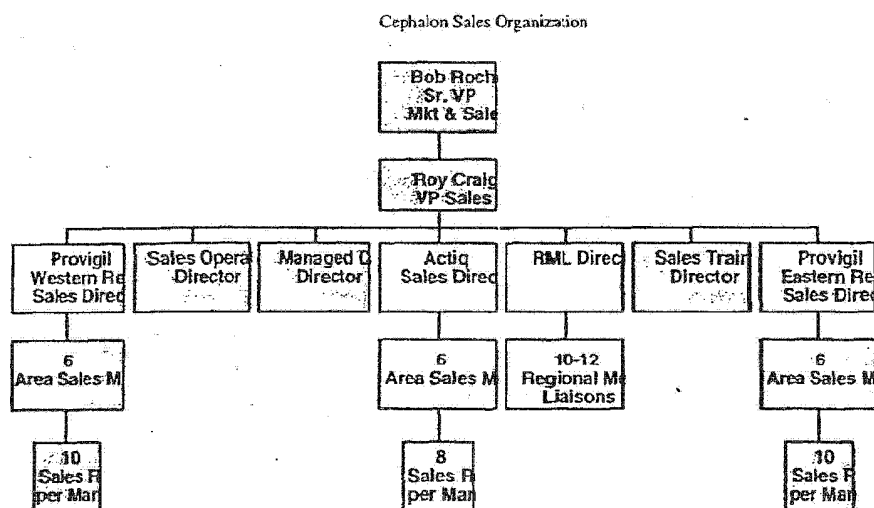 Cephalon Sales Organization
Bob Roch
Sr. VP
Mkt & Sale
Roy Craig
VP Sales
Provigil
Western Re
Sales Direc
Sales Opera
Director
Managed C
Director
Actiq
Sales Direc
RML Direc
Sales Train
Director
Provigil
Eastern Re
Sales Direc
6
Area Sales M
6
Area Sales M
10-12
Regional Me
Liaisons
6
Area Sales M
10
Sales R
per Man
8
Sales R
per Man
10
Sales R
per Man